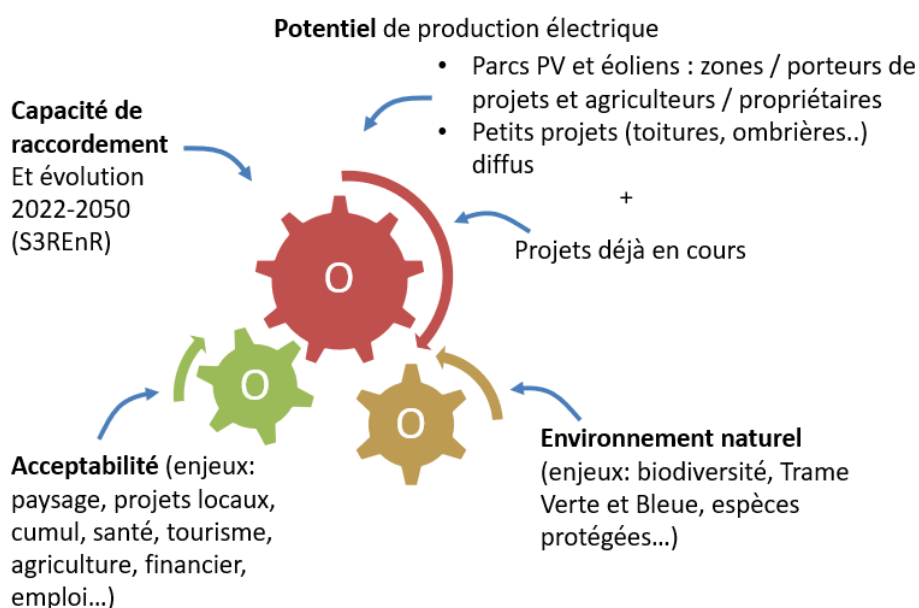 Potentiel de production électrique
• Parcs PV et éoliens : zones / porteurs de
projets et agriculteurs / propriétaires
• Petits projets (toitures, ombrières..)
diffus
+
Projets déjà en cours
Capacité de
raccordement
Et évolution
2022-2050
(S3REnR)
O
O
O
Acceptabilité (enjeux:
paysage, projets locaux,
cumul, santé, tourisme,
agriculture, financier,
emploi...)
Environnement naturel
(enjeux: biodiversité, Trame
Verte et Bleue, espèces
protégées...)